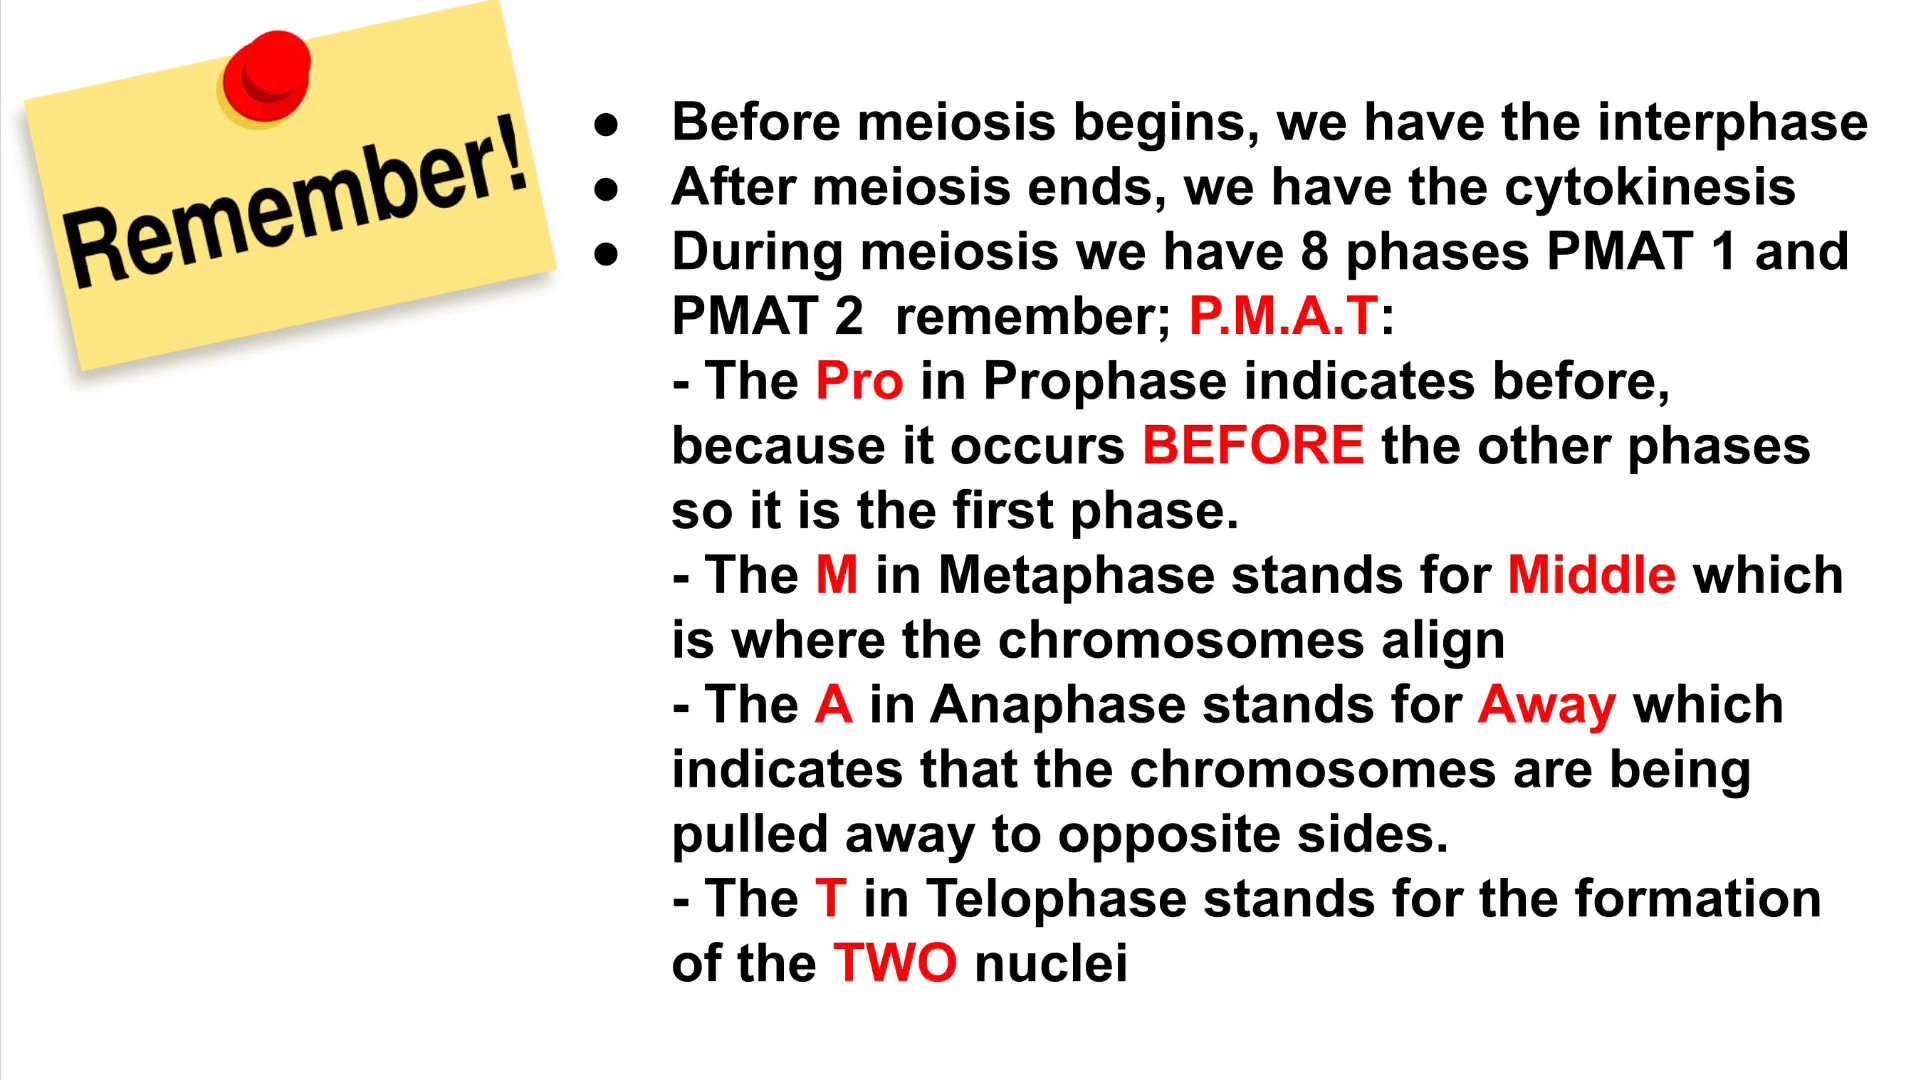 Remember!
● Before meiosis begins, we have the interphase
● After meiosis ends, we have the cytokinesis
● During meiosis we have 8 phases PMAT 1 and
PMAT 2  remember; P.M.A.T:
- The Pro in Prophase indicates before,
because it occurs BEFORE the other phases
so it is the first phase.
- The M in Metaphase stands for Middle which
is where the chromosomes align
- The A in Anaphase stands for Away which
indicates that the chromosomes are being
pulled away to opposite sides.
- The T in Telophase stands for the formation
of the TWO nuclei